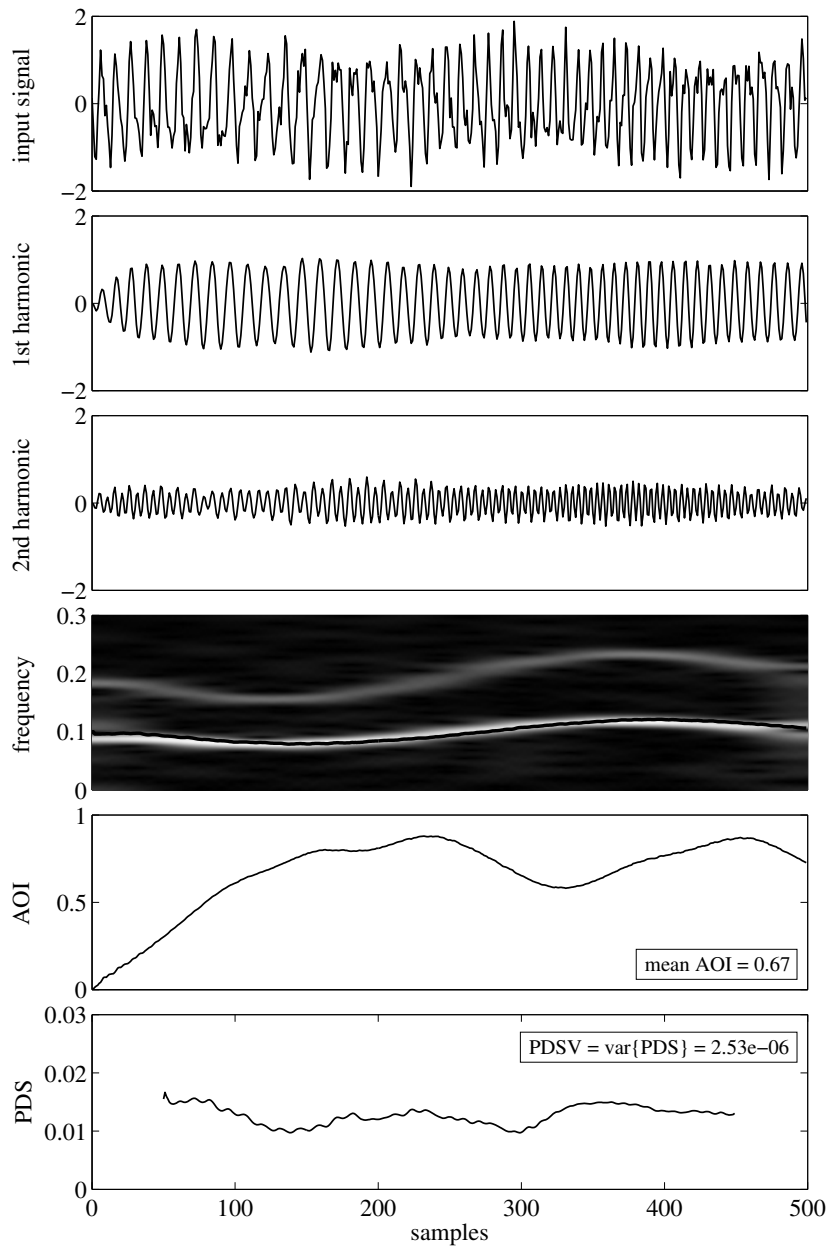 2
0
−2
input signal
2
0
−2
1st harmonic
2
0
−2
2nd harmonic
0.3
0.2
0.1
0
frequency
1
0.5
0
AOI
mean AOI = 0.67
0.03
0.02
0.01
0
PDS
PDSV = var{PDS} = 2.53e−06
0 100 200 300 400 500
samples